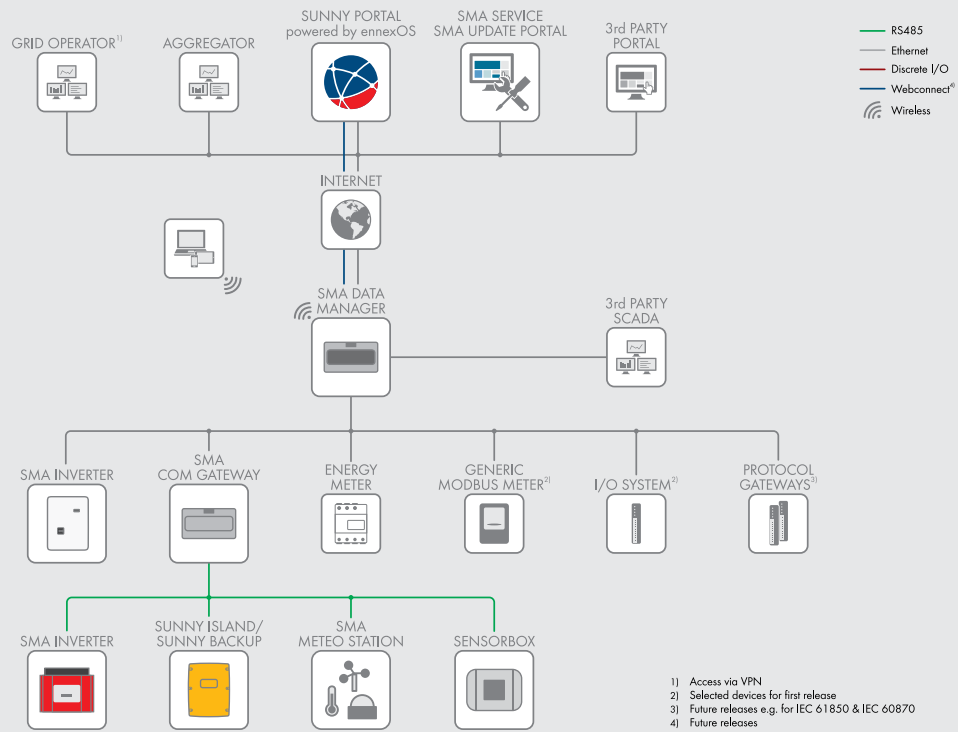 GRID OPERATOR1)
AGGREGATOR
SUNNY PORTAL
powered by ennexOS
SMA SERVICE
SMA UPDATE PORTAL
3rd PARTY
PORTAL
RS485
Ethernet
Discrete I/O
Webconnect4)
Wireless
INTERNET
SMA DATA
MANAGER
3rd PARTY
SCADA
SMA INVERTER
SMA
COM GATEWAY
ENERGY
METER
GENERIC
MODBUS METER2)
I/O SYSTEM2)
PROTOCOL
GATEWAYS3)
SMA INVERTER
SUNNY ISLAND/
SUNNY BACKUP
SMA
METEO STATION
SENSORBOX
1) Access via VPN
2) Selected devices for first release
3) Future releases e.g. for IEC 61850 & IEC 60870
4) Future releases